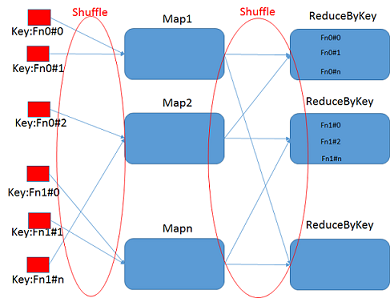 Key:Fn0#0
Key:Fn0#1
Key:Fn0#2
Key:Fn1#0
Key:Fn1#1
Key:Fn1#n
Shuffle
Map1
Map2
Mapn
Shuffle
ReduceByKey
Fn0#0
Fn0#1
Fn0#n
ReduceByKey
Fn1#0
Fn1#2
Fn1#n
ReduceByKey